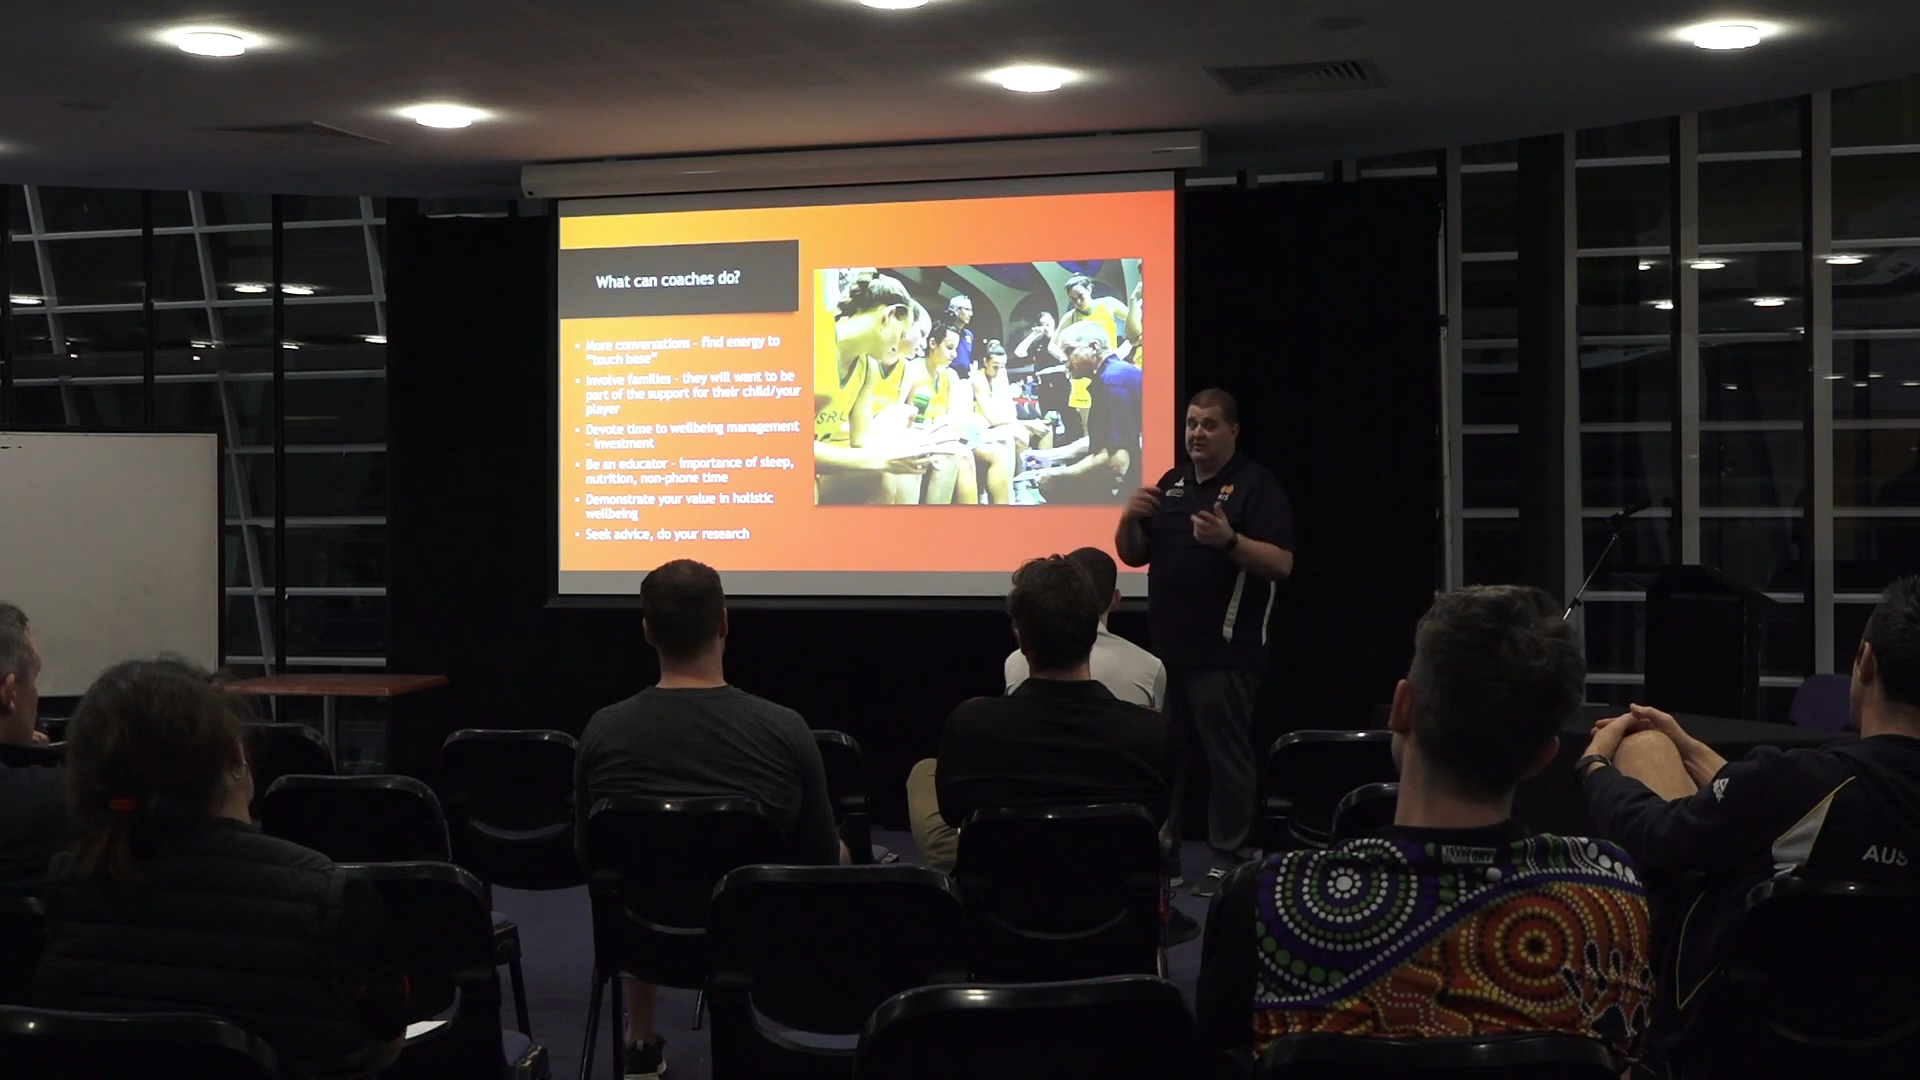 What can coaches do?
• More conversations - find energy to
"touch base"
• Involve families - they will want to be
part of the support for their child/your
player
• Devote time to wellbeing management
- investment
• Be an educator - importance of sleep,
nutrition, non-phone time
• Demonstrate your value in holistic
wellbeing
• Seek advice, do your research
AIS
AUS